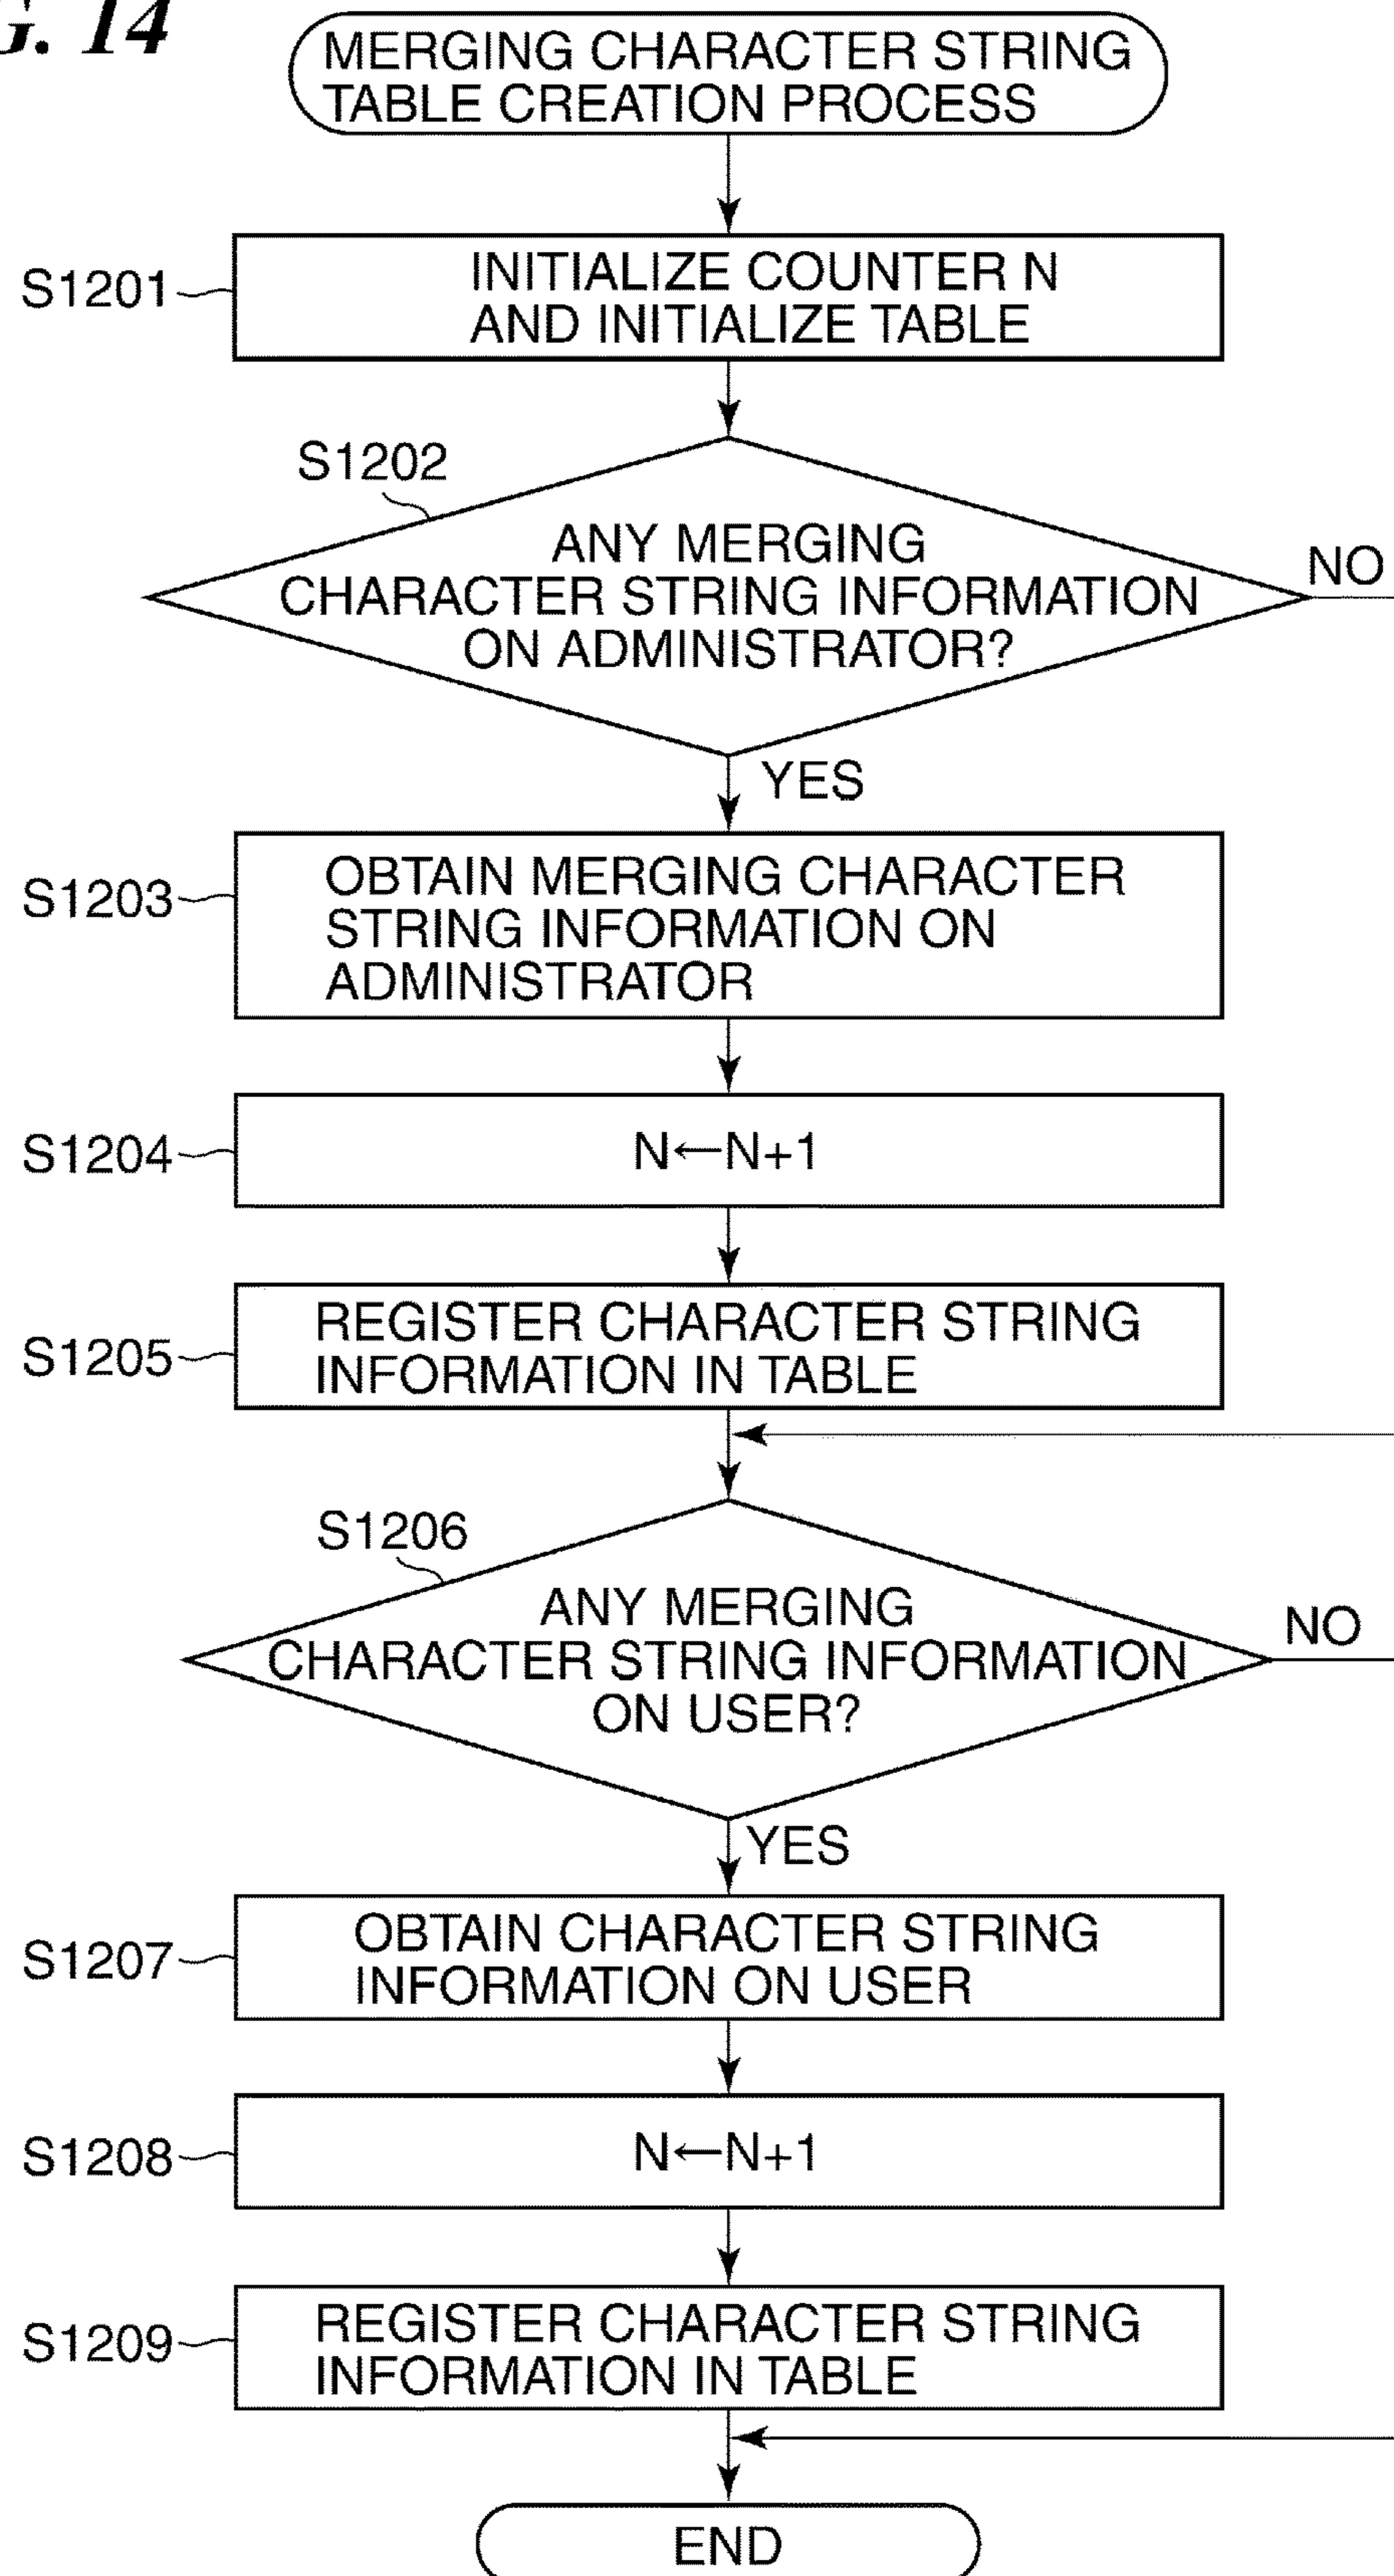 G. 14
MERGING CHARACTER STRING
TABLE CREATION PROCESS
S1201
INITIALIZE COUNTER N
AND INITIALIZE TABLE
S1202
ANY MERGING
CHARACTER STRING INFORMATION
ON ADMINISTRATOR?
NO
YES
S1203
OBTAIN MERGING CHARACTER
STRING INFORMATION ON
ADMINISTRATOR
S1204
N←N+1
S1205
REGISTER CHARACTER STRING
INFORMATION IN TABLE
S1206
ANY MERGING
CHARACTER STRING INFORMATION
ON USER?
NO
YES
S1207
OBTAIN CHARACTER STRING
INFORMATION ON USER
S1208
N←N+1
S1209
REGISTER CHARACTER STRING
INFORMATION IN TABLE
END